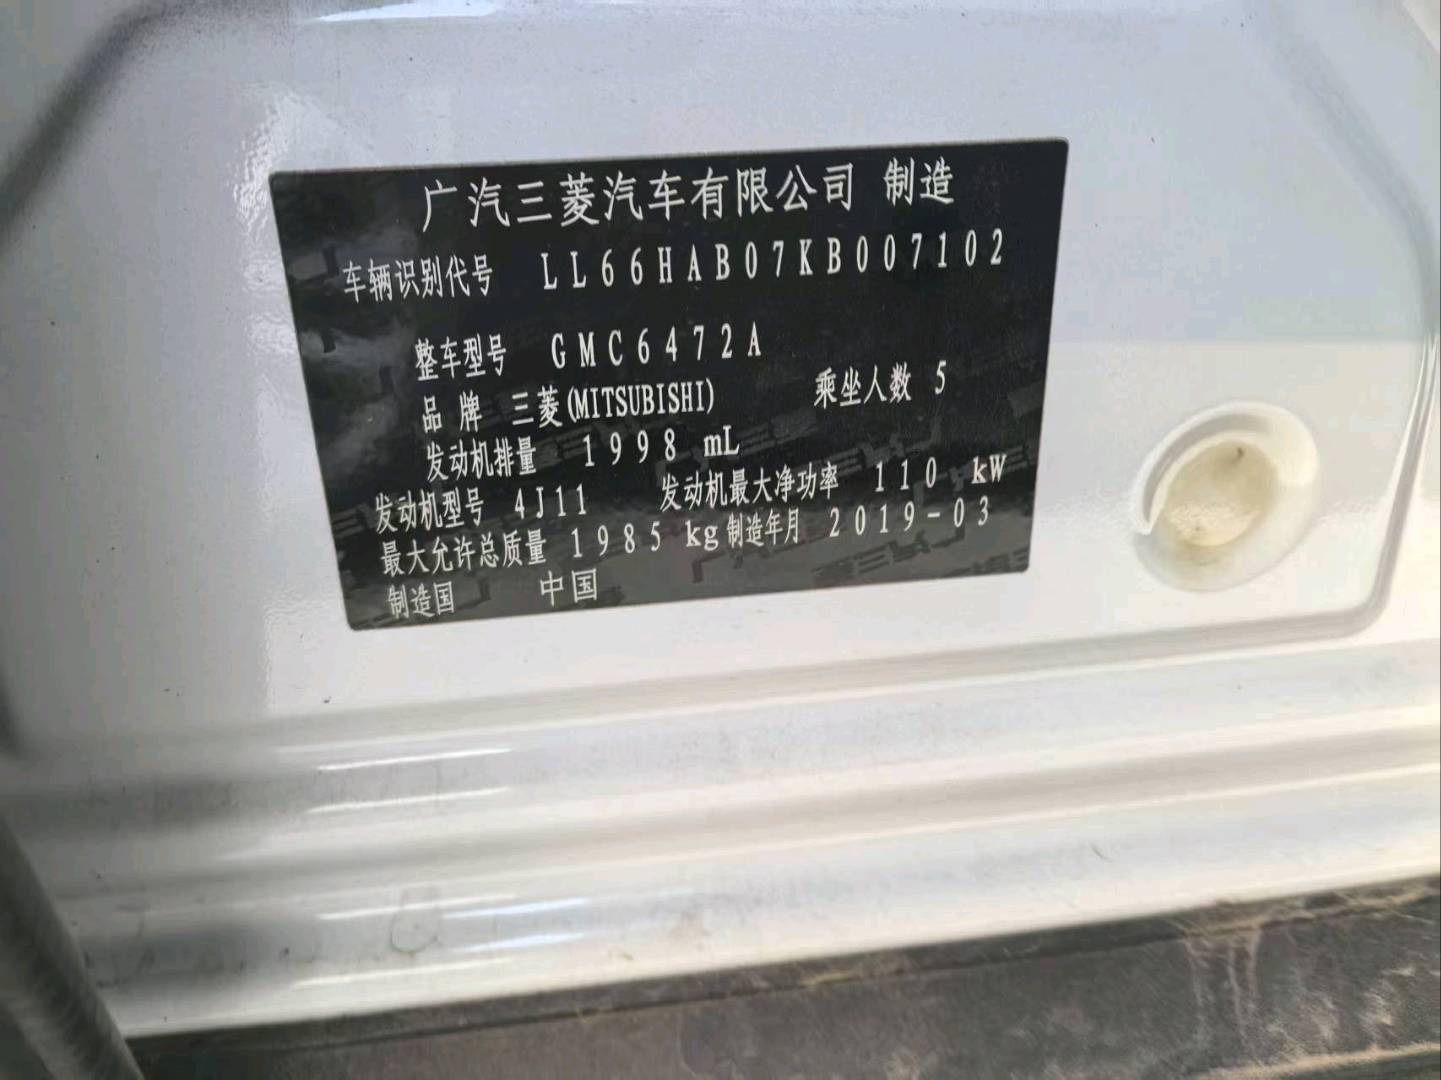 广汽三菱汽车有限公司 制造
车辆识别代号 LL66HAB07KB007102
整车型号 GMC6472A
品牌 三菱(MITSUBISHI) 乘坐人数 5
发动机排量 1998 mL
发动机型号 4J11 发动机最大净功率 110 kW
最大允许总质量 1985 kg 制造年月 2019-03
制造国 中国